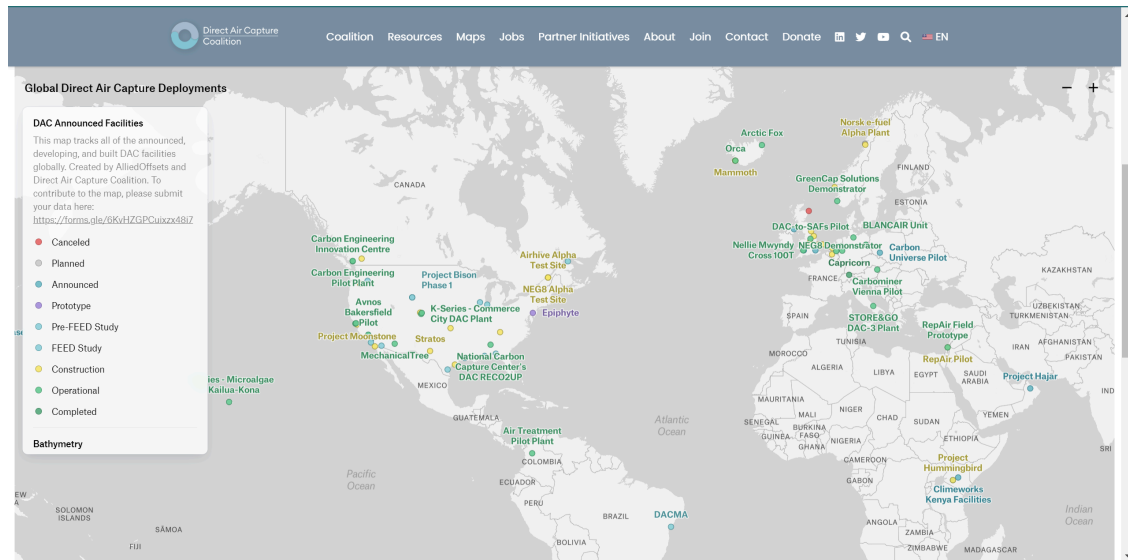 Direct Air Capture
Coalition
Coalition Resources Maps Jobs Partner Initiatives About Join Contact Donate EN
Global Direct Air Capture Deployments
− +
DAC Announced Facilities
This map tracks all of the announced,
developing, and built DAC facilities
globally. Created by AlliedOffsets and
Direct Air Capture Coalition. To
contribute to the map, please submit
your data here:
https://forms.gle/6KvHZGPCuixzx48i7
Canceled
Planned
Announced
Prototype
Pre-FEED Study
FEED Study
Construction
Operational
Completed
Bathymetry
Norsk e-fuel
Alpha Plant
Arctic Fox
Orca
Mammoth
FINLAND
GreenCap Solutions
Demonstrator
CANADA
ESTONIA
DAC-to-SAFs Pilot
BLANCAIR Unit
Carbon Engineering
Innovation Centre
Nellie Mwyndy
Cross 100T
NEG8 Demonstrator
Carbon
Universe Pilot
Airhive Alpha
Test Site
Capricorn
Carbon Engineering
Pilot Plant
Project Bison
Phase 1
FRANCE
Carbominer
Vienna Pilot
KAZAKHSTAN
NEG8 Alpha
Test Site
Avnos
Bakersfield
Pilot
K-Series - Commerce
City DAC Plant
Epiphyte
SPAIN
STORE&GO
DAC-3 Plant
UZBEKISTAN
TURKMENISTAN
RepAir Field
Prototype
Project Moonstone
Stratos
TUNISIA
IRAN
AFGHANISTAN
MechanicalTree
National Carbon
Capture Center's
DAC RECO2UP
MOROCCO
RepAir Pilot
PAKISTAN
ALGERIA
LIBYA
EGYPT
SAUDI
ARABIA
Project Hajar
ies - Microalgae
Kailua-Kona
MEXICO
IND
MAURITANIA
MALI
NIGER
CHAD
SUDAN
YEMEN
GUATEMALA
Atlantic
Ocean
SENEGAL
BURKINA
FASO
GUINEA
GHANA
NIGERIA
ETHIOPIA
Air Treatment
Pilot Plant
SRI
COLOMBIA
CAMEROON
Project
Hummingbird
Pacific
Ocean
ECUADOR
GABON
Climeworks
Kenya Facilities
PERU
BRAZIL
DACMA
Indian
Ocean
SOLOMON
ISLANDS
SÁMOA
ANGOLA
ZAMBIA
FIJI
BOLIVIA
ZIMBABWE
MADAGASCAR